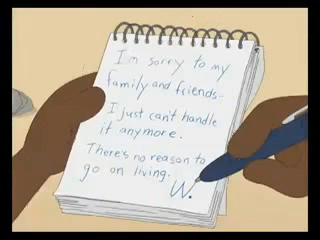 I'm sorry to my
family and friends-
I just can't handle
it anymore.
There's no reason to
go on living.
W.